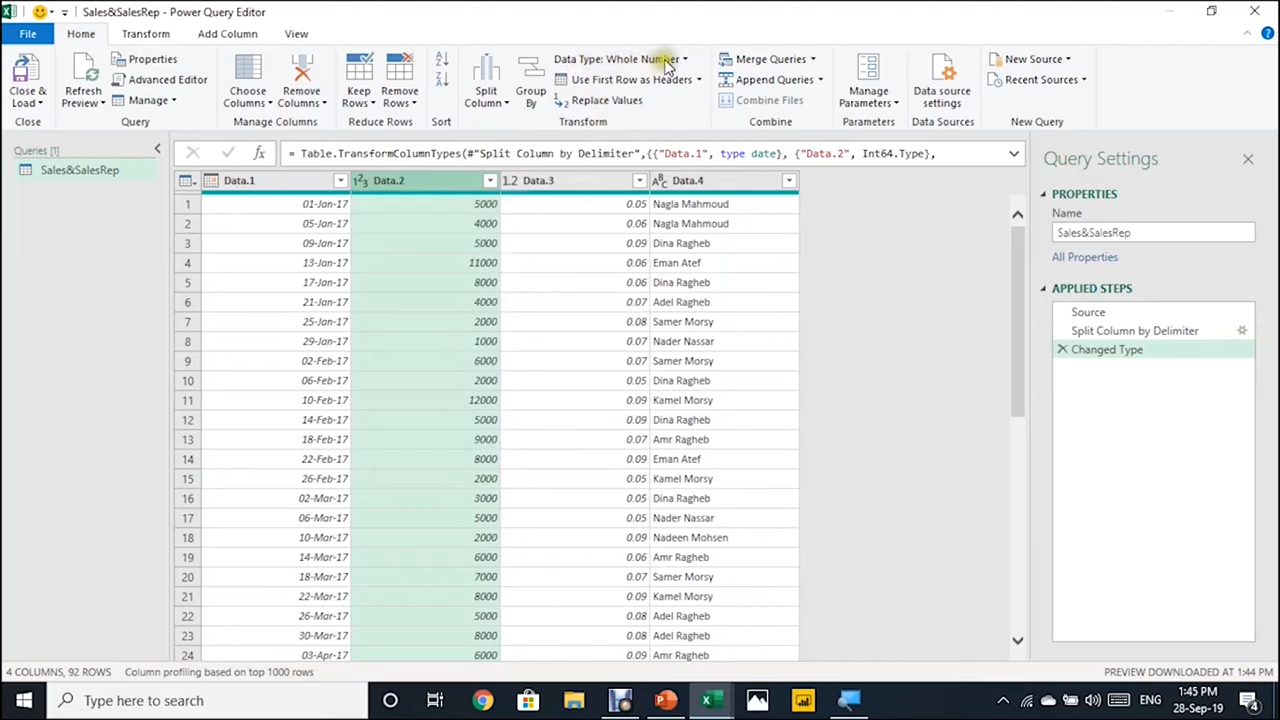 Sales&SalesRep - Power Query Editor
File Home Transform Add Column View
Close & Load
Close
Refresh Preview
Properties
Advanced Editor
Manage
Query
Choose Columns
Remove Columns
Manage Columns
Keep Rows
Remove Rows
Reduce Rows
Sort
Split Column
Group By
Data Type: Whole Number
Use First Row as Headers
Replace Values
Transform
Merge Queries
Append Queries
Combine Files
Combine
Manage Parameters
Parameters
Data source settings
Data Sources
New Source
Recent Sources
New Query
Queries [1]
Sales&SalesRep
fx = Table.TransformColumnTypes(#"Split Column by Delimiter",{{"Data.1", type date}, {"Data.2", Int64.Type},
Data.1 123 Data.2 1.2 Data.3 ABC Data.4
1 01-Jan-17 5000 0.05 Nagla Mahmoud
2 05-Jan-17 4000 0.06 Nagla Mahmoud
3 09-Jan-17 5000 0.09 Dina Ragheb
4 13-Jan-17 11000 0.06 Eman Atef
5 17-Jan-17 8000 0.06 Dina Ragheb
6 21-Jan-17 4000 0.07 Adel Ragheb
7 25-Jan-17 2000 0.08 Samer Morsy
8 29-Jan-17 1000 0.07 Nader Nassar
9 02-Feb-17 6000 0.07 Samer Morsy
10 06-Feb-17 2000 0.05 Dina Ragheb
11 10-Feb-17 12000 0.09 Kamel Morsy
12 14-Feb-17 5000 0.09 Dina Ragheb
13 18-Feb-17 9000 0.07 Amr Ragheb
14 22-Feb-17 8000 0.09 Eman Atef
15 26-Feb-17 2000 0.05 Kamel Morsy
16 02-Mar-17 3000 0.05 Dina Ragheb
17 06-Mar-17 5000 0.05 Nader Nassar
18 10-Mar-17 2000 0.09 Nadeen Mohsen
19 14-Mar-17 6000 0.06 Amr Ragheb
20 18-Mar-17 7000 0.07 Samer Morsy
21 22-Mar-17 8000 0.09 Kamel Morsy
22 26-Mar-17 5000 0.08 Adel Ragheb
23 30-Mar-17 8000 0.08 Adel Ragheb
24 03-Apr-17 6000 0.09 Amr Ragheb
Query Settings
PROPERTIES
Name
Sales&SalesRep
All Properties
APPLIED STEPS
Source
Split Column by Delimiter
Changed Type
4 COLUMNS, 92 ROWS Column profiling based on top 1000 rows
PREVIEW DOWNLOADED AT 1:44 PM
Type here to search
ENG
1:45 PM
28-Sep-19
4